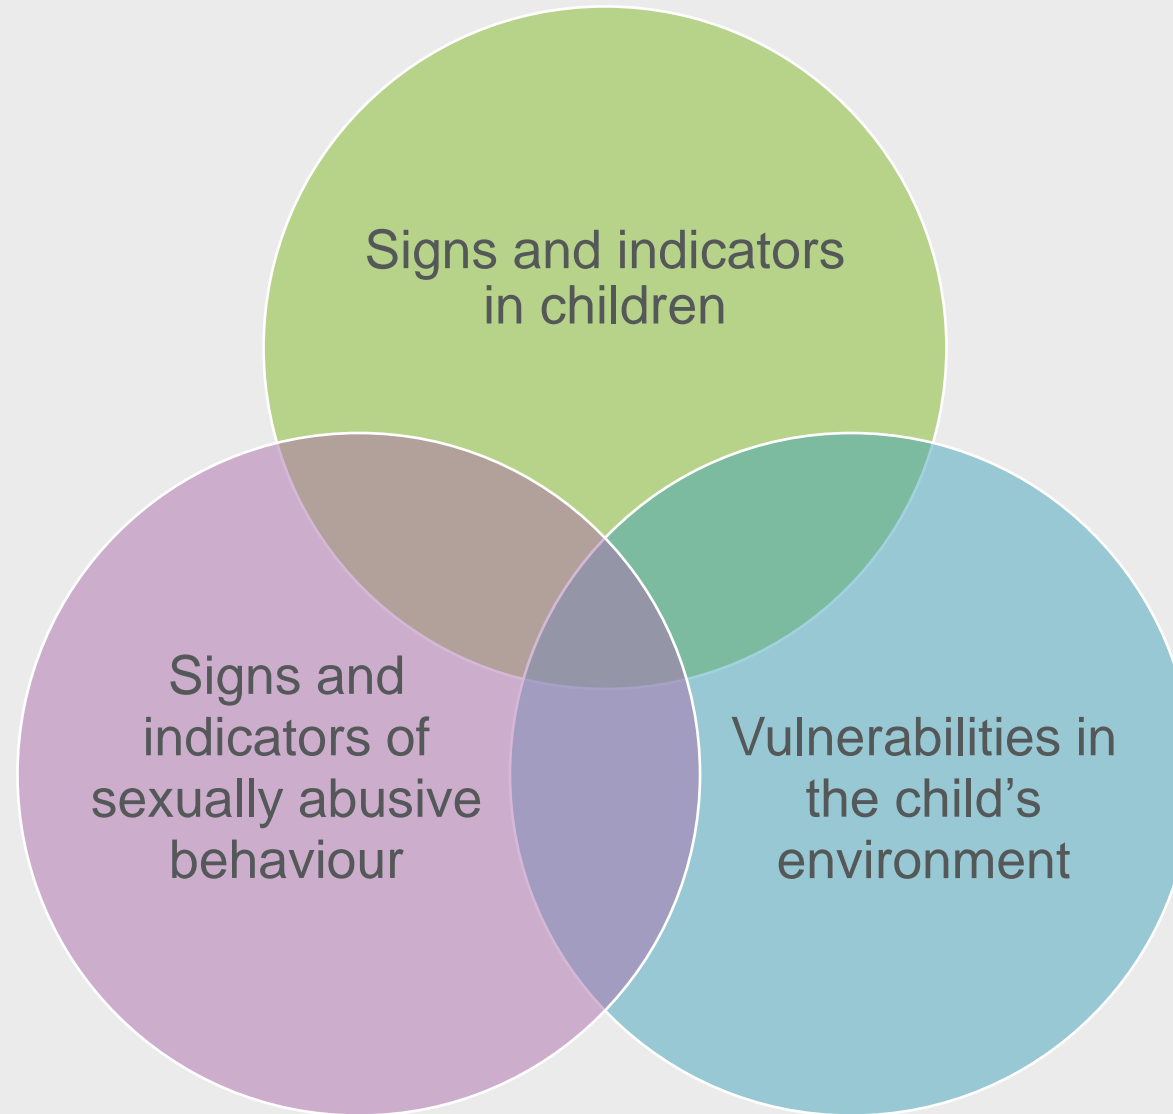 Signs and indicators
in children
Signs and
indicators of
sexually abusive
behaviour
Vulnerabilities in
the child’s
environment